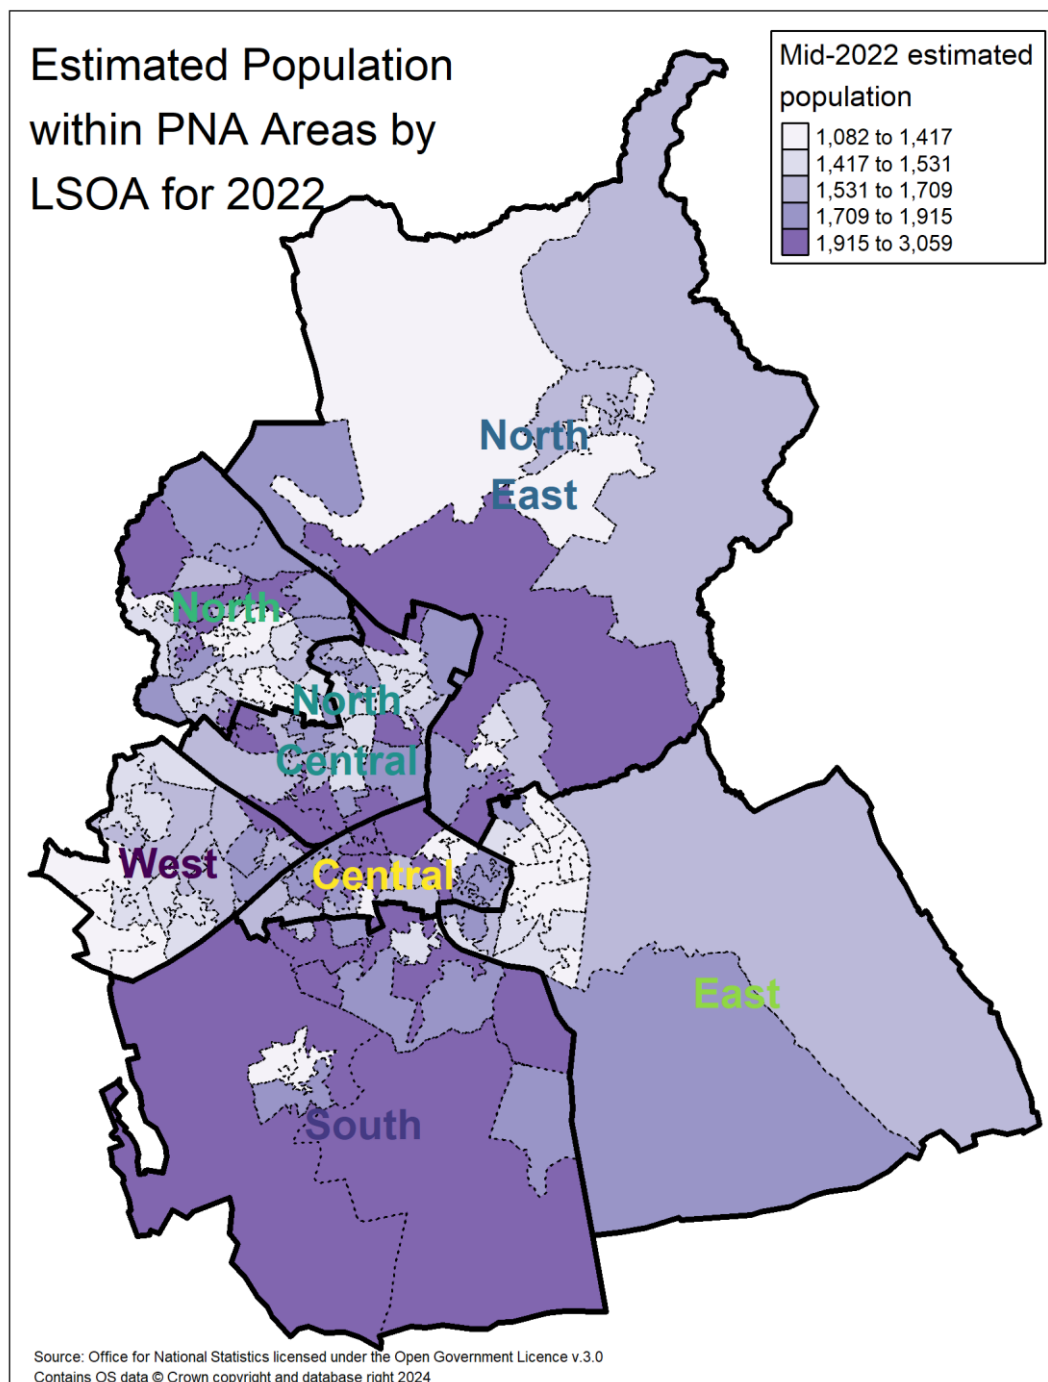 Estimated Population
within PNA Areas by
LSOA for 2022
Mid-2022 estimated
population
1,082 to 1,417
1,417 to 1,531
1,531 to 1,709
1,709 to 1,915
1,915 to 3,059
North
East
North
North
Central
West
Central
East
South
Source: Office for National Statistics licensed under the Open Government Licence v.3.0
Contains OS data © Crown copyright and database right 2024